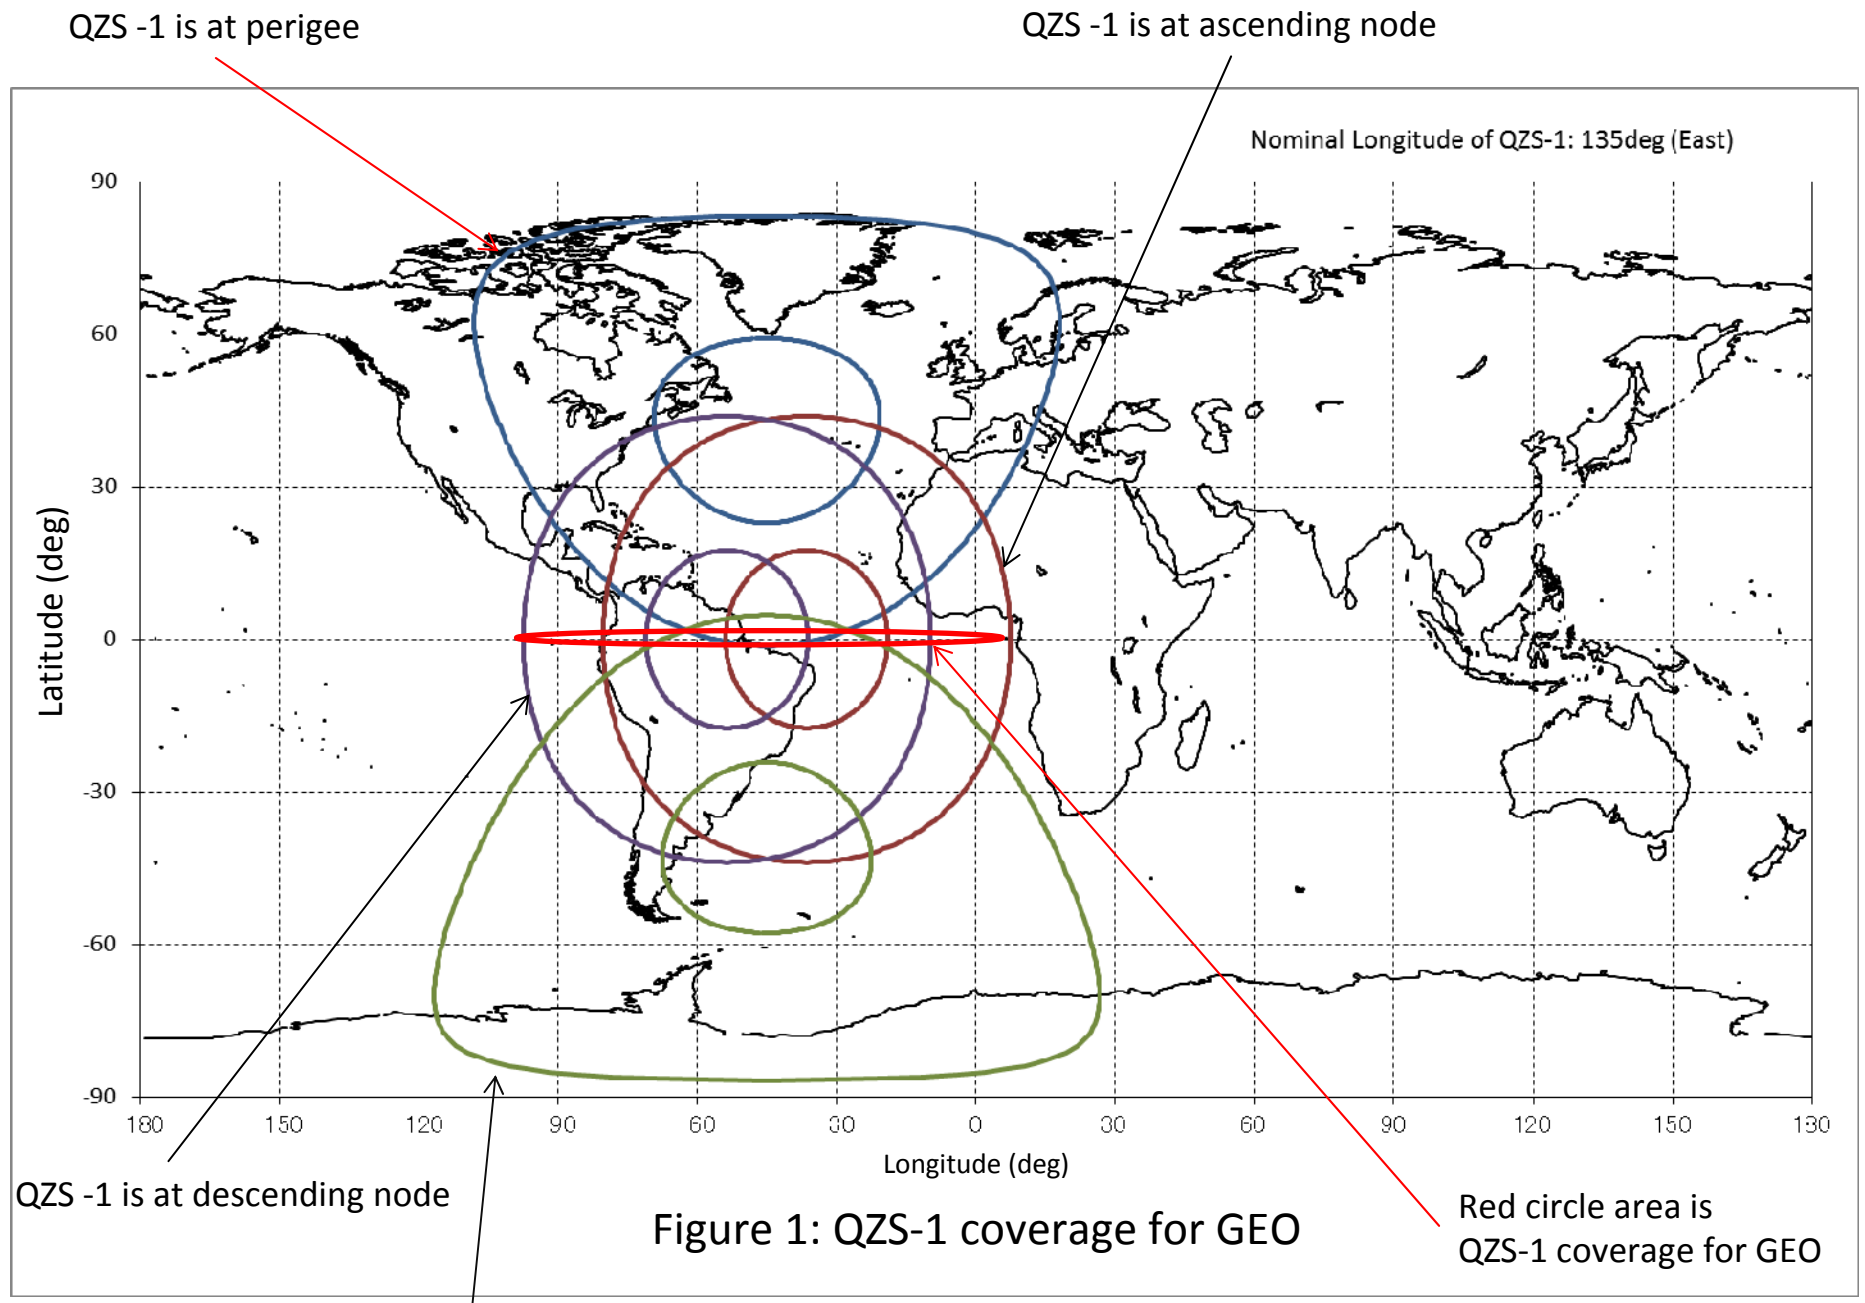 QZS -1 is at perigee
QZS -1 is at ascending node
Nominal Longitude of QZS-1: 135deg (East)
90
60
30
0
-30
-60
-90
Latitude (deg)
180 150 120 90 60 30 0 30 60 90 120 150 180
Longitude (deg)
QZS -1 is at descending node
Figure 1: QZS-1 coverage for GEO
Red circle area is
QZS-1 coverage for GEO